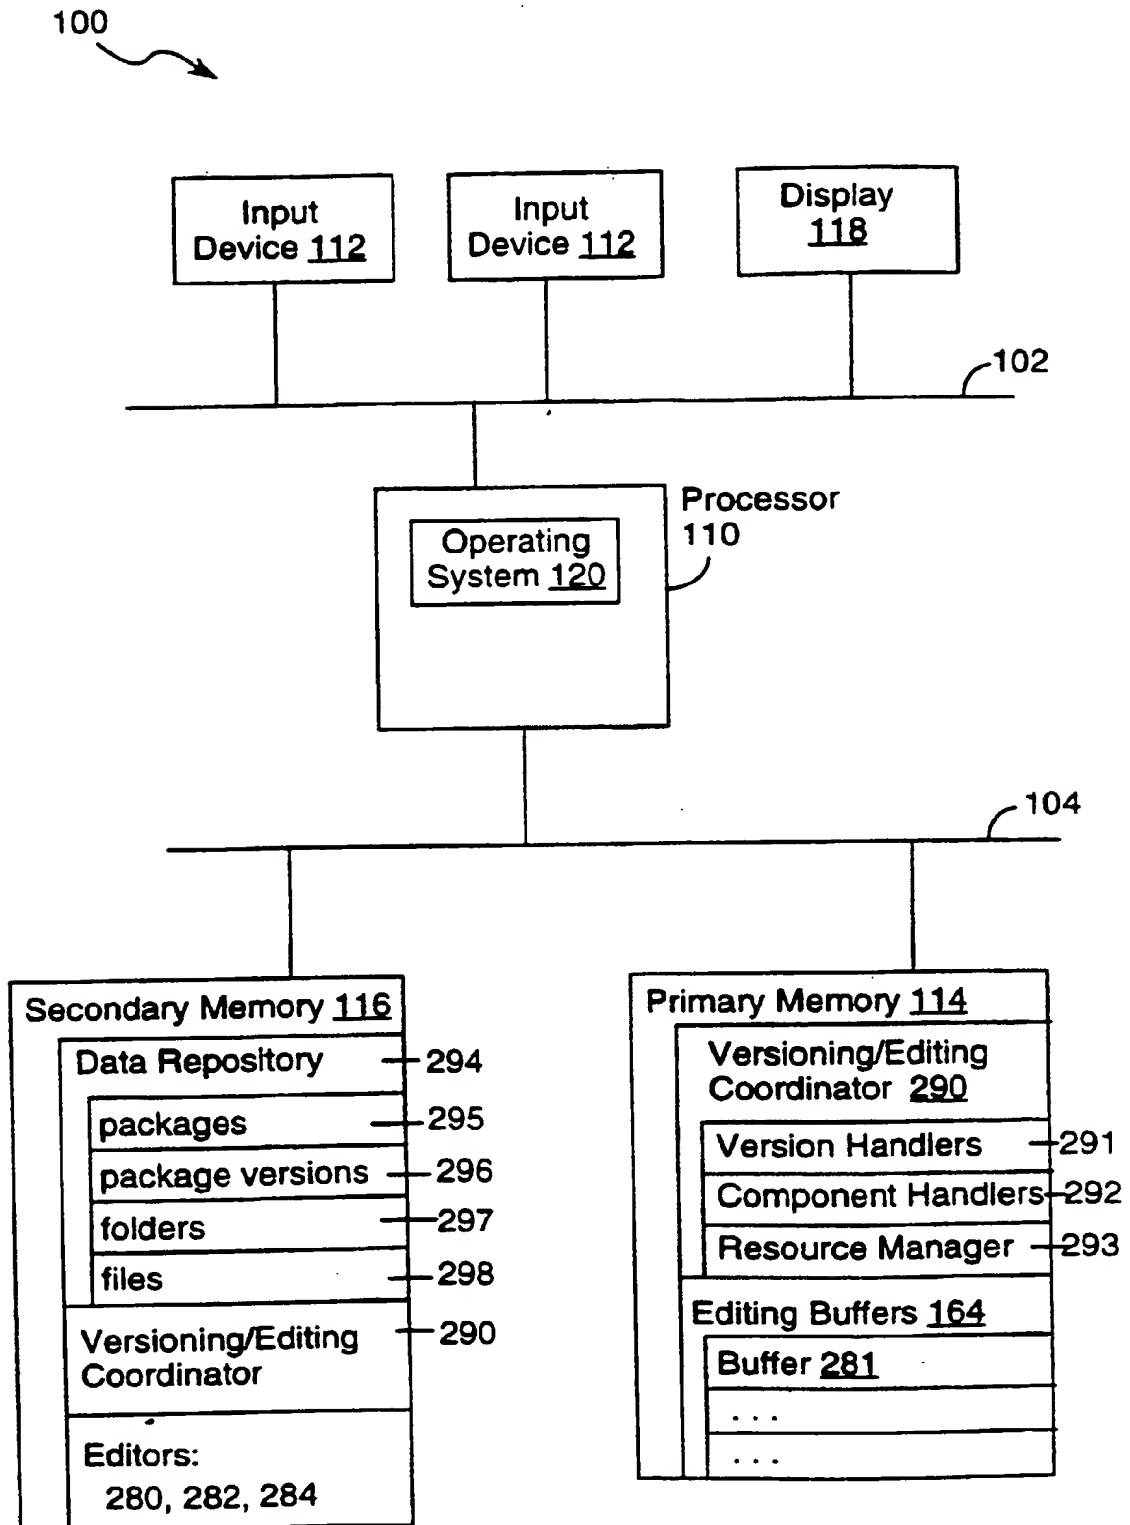 100
Input
Device 112
Input
Device 112
Display
118
102
Processor
110
Operating
System 120
104
Secondary Memory 116
Data Repository
294
packages
295
package versions
296
folders
297
files
298
Versioning/Editing
Coordinator
290
Editors:
280, 282, 284
Primary Memory 114
Versioning/Editing
Coordinator 290
Version Handlers
291
Component Handlers
292
Resource Manager
293
Editing Buffers 164
Buffer 281
. . .
. . .